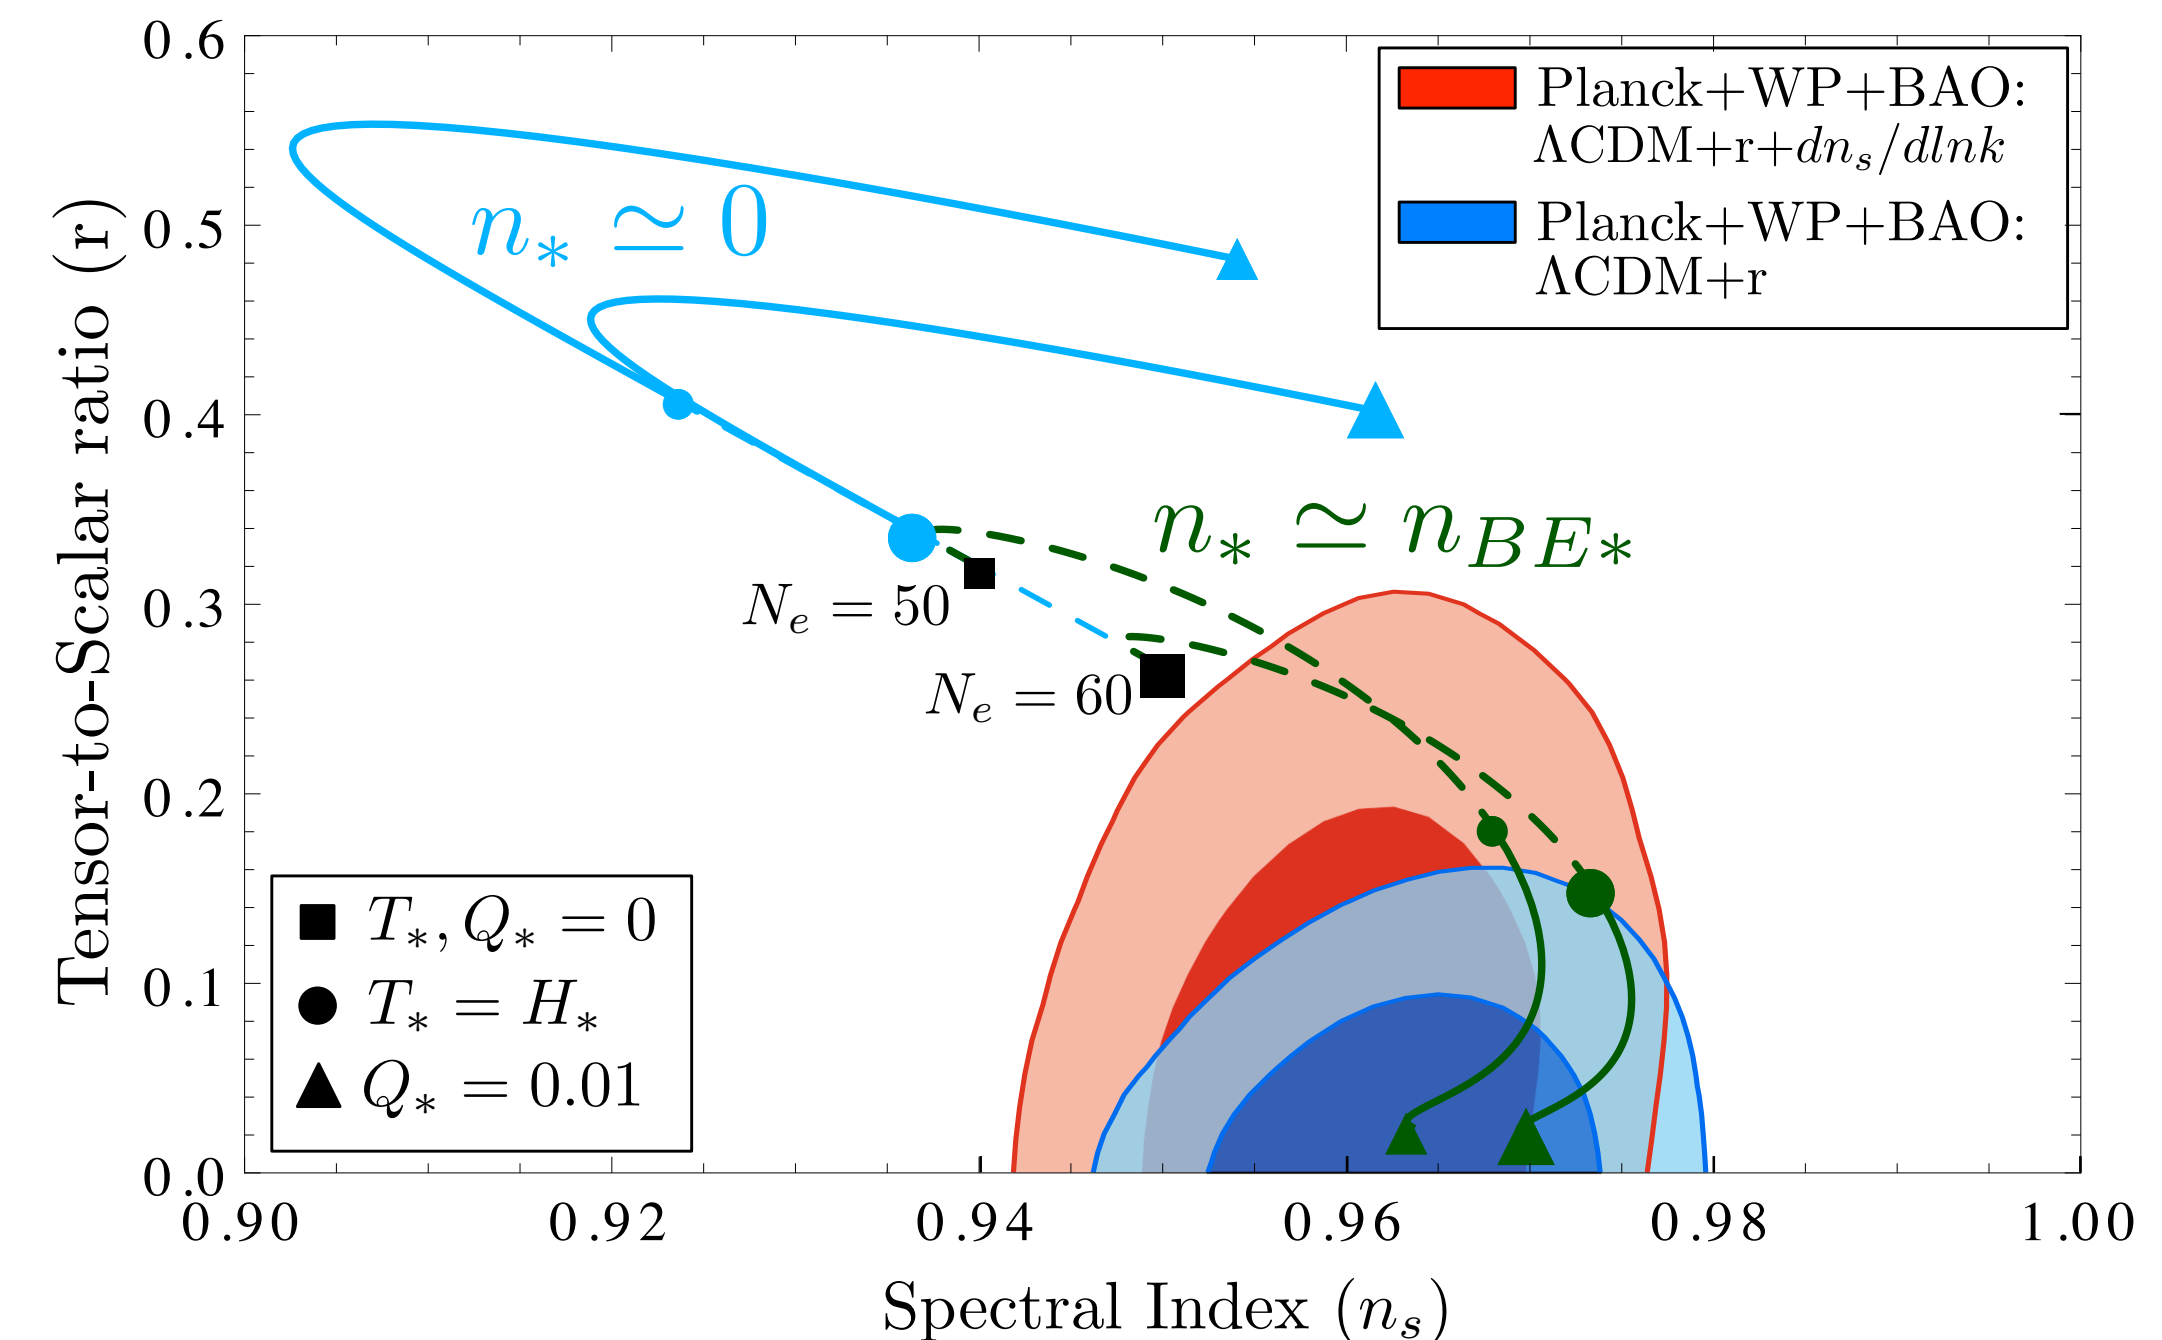 Tensor-to-Scalar ratio (r)
0.6
0.5
0.4
0.3
0.2
0.1
0.0
Planck+WP+BAO:
ΛCDM+r+dn_s/dlnk
Planck+WP+BAO:
ΛCDM+r
n_* ≃ 0
n_* ≃ n_{BE*}
N_e = 50
N_e = 60
T_*, Q_* = 0
T_* = H_*
Q_* = 0.01
0.90 0.92 0.94 0.96 0.98 1.00
Spectral Index (n_s)